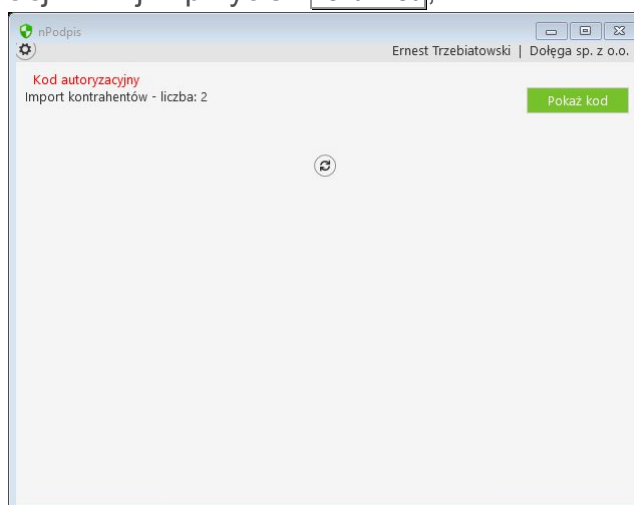 nPodpis
Ernest Trzebiatowski | Dołęga sp. z o.o.
Kod autoryzacyjny
Import kontrahentów - liczba: 2
Pokaż kod